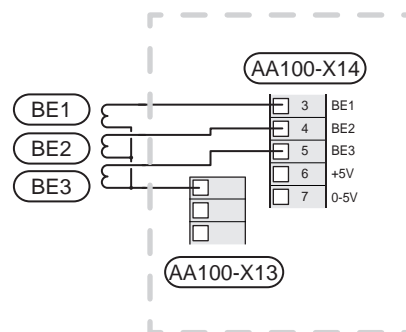 AA100-X14
BE1
3 BE1
BE2
4 BE2
BE3
5 BE3
6 +5V
7 0-5V
AA100-X13